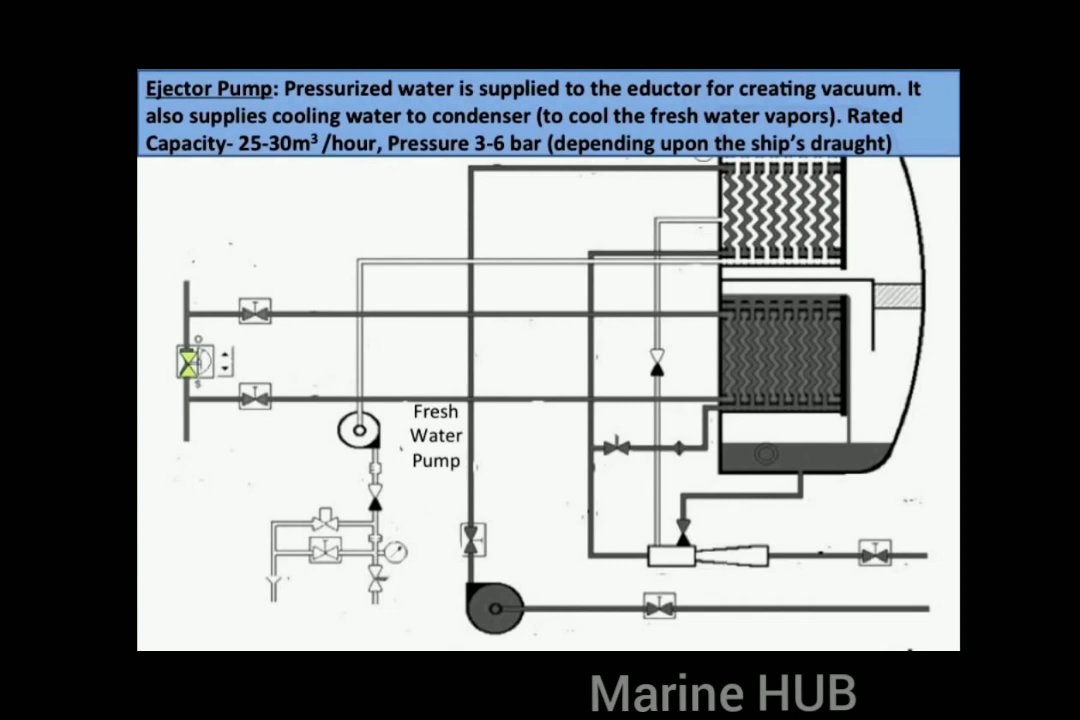 Ejector Pump: Pressurized water is supplied to the eductor for creating vacuum. It
also supplies cooling water to condenser (to cool the fresh water vapors). Rated
Capacity- 25-30m³ /hour, Pressure 3-6 bar (depending upon the ship's draught)
O
S
Fresh
Water
Pump
Marine HUB